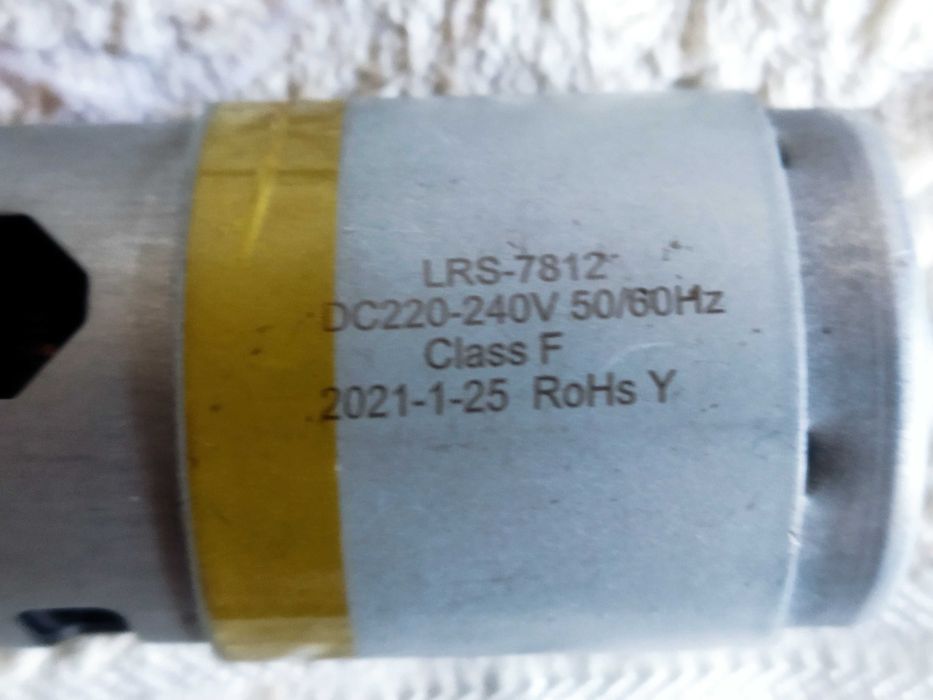 LRS-7812
DC220-240V 50/60Hz
Class F
2021-1-25 RoHs Y